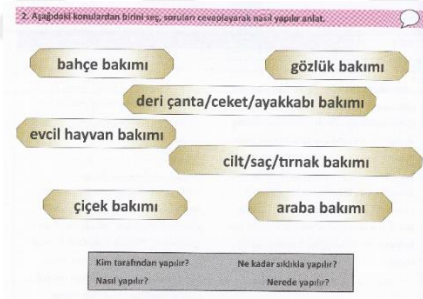 2. Aşağıdaki konulardan birini seç, soruları cevaplayarak nasıl yapılır anlat.
bahçe bakımı
gözlük bakımı
deri çanta/ceket/ayakkabı bakımı
evcil hayvan bakımı
cilt/saç/tırnak bakımı
çiçek bakımı
araba bakımı
Kim tarafından yapılır? Ne kadar sıklıkla yapılır?
Nasıl yapılır? Nerede yapılır?